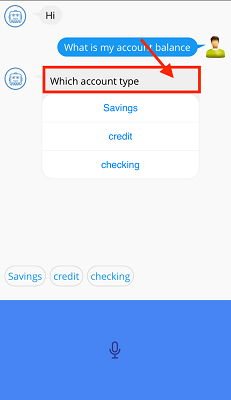 Hi
What is my account balance
Which account type
Savings
credit
checking
Savings credit checking